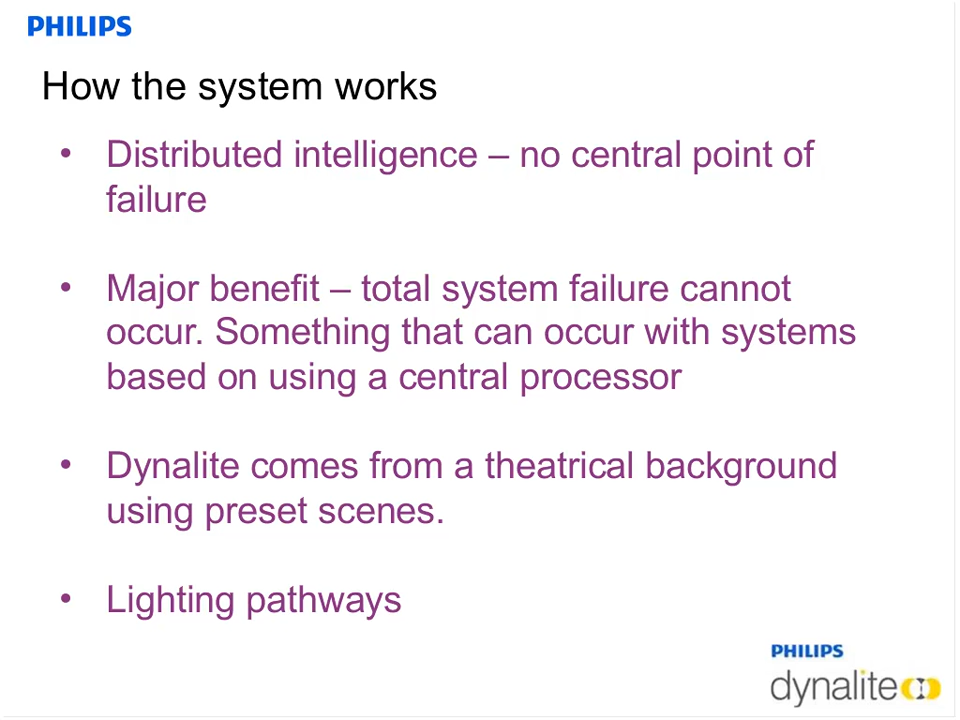 PHILIPS
How the system works
• Distributed intelligence – no central point of
failure
• Major benefit – total system failure cannot
occur. Something that can occur with systems
based on using a central processor
• Dynalite comes from a theatrical background
using preset scenes.
• Lighting pathways
PHILIPS
dynalite